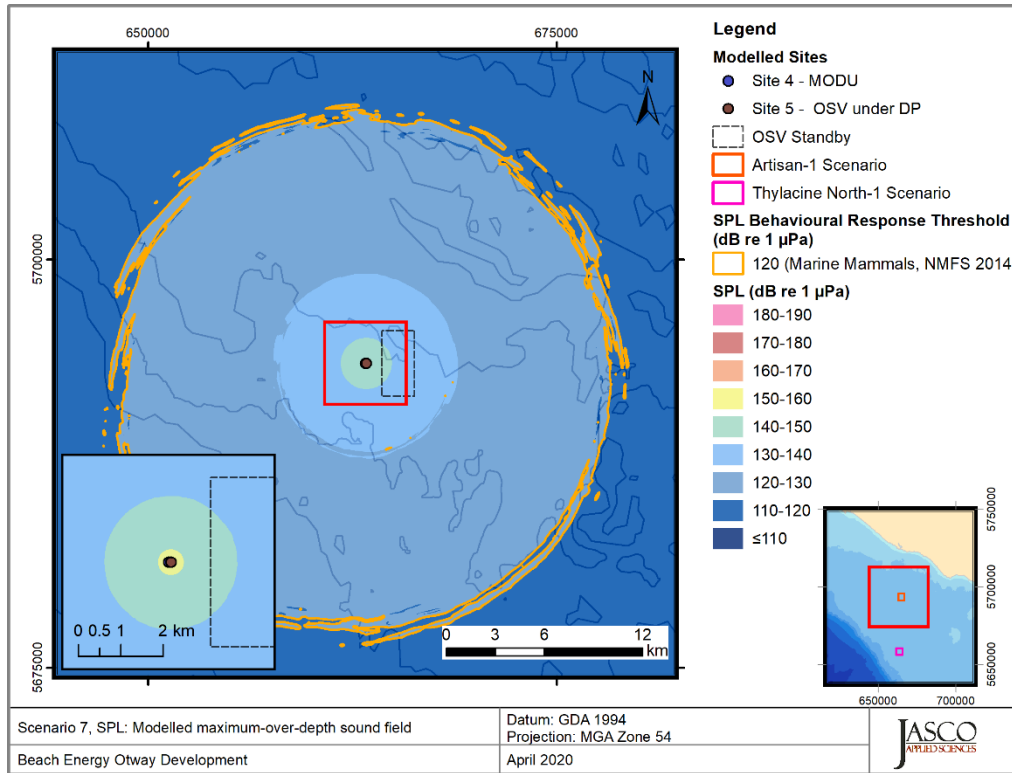 650000
675000
5700000
5675000
N
0 0.5 1 2 km
0 3 6 12
km
Legend
Modelled Sites
Site 4 - MODU
Site 5 - OSV under DP
OSV Standby
Artisan-1 Scenario
Thylacine North-1 Scenario
SPL Behavioural Response Threshold
(dB re 1 µPa)
120 (Marine Mammals, NMFS 2014
SPL (dB re 1 µPa)
180-190
170-180
160-170
150-160
140-150
130-140
120-130
110-120
≤110
5750000
5700000
5650000
650000
700000
Scenario 7, SPL: Modelled maximum-over-depth sound field
Beach Energy Otway Development
Datum: GDA 1994
Projection: MGA Zone 54
April 2020
JASCO
APPLIED SCIENCES